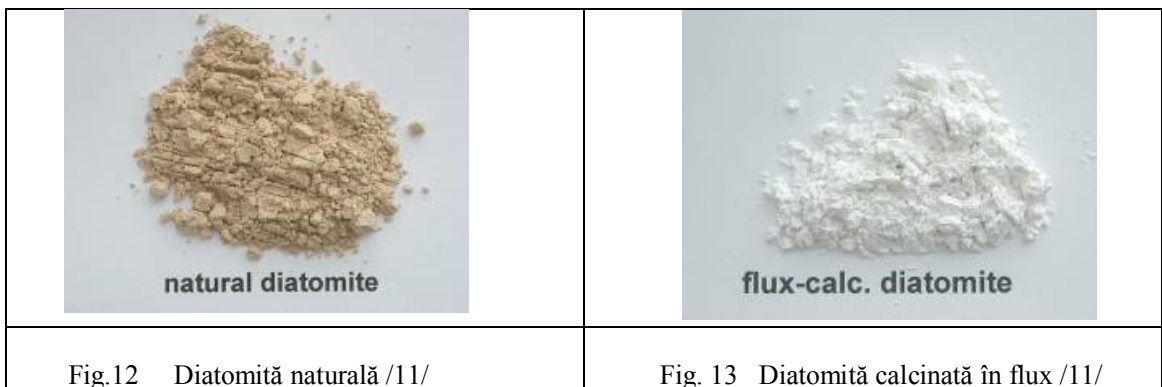 natural diatomite
flux-calc. diatomite
Fig.12 Diatomită naturală /11/
Fig. 13 Diatomită calcinată în flux /11/